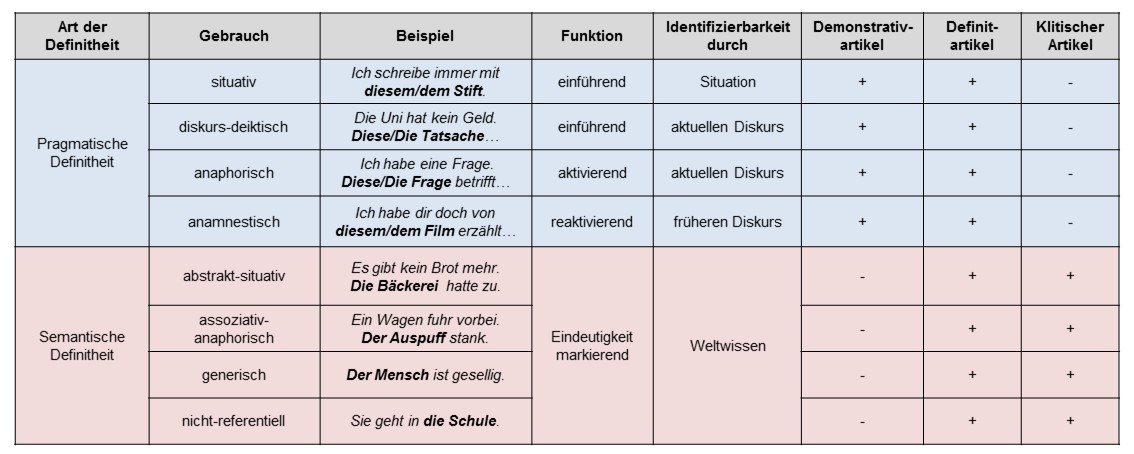 Art der Definitheit | Gebrauch | Beispiel | Funktion | Identifizierbarkeit durch | Demonstrativ-artikel | Definit-artikel | Klitischer Artikel
Pragmatische Definitheit | situativ | Ich schreibe immer mit diesem/dem Stift. | einführend | Situation | + | + | -
diskurs-deiktisch | Die Uni hat kein Geld. Diese/Die Tatsache… | einführend | aktuellen Diskurs | + | + | -
anaphorisch | Ich habe eine Frage. Diese/Die Frage betrifft… | aktivierend | aktuellen Diskurs | + | + | -
anamnestisch | Ich habe dir doch von diesem/dem Film erzählt… | reaktivierend | früheren Diskurs | + | + | -
Semantische Definitheit | abstrakt-situativ | Es gibt kein Brot mehr. Die Bäckerei hatte zu. | Eindeutigkeit markierend | Weltwissen | - | + | +
assoziativ-anaphorisch | Ein Wagen fuhr vorbei. Der Auspuff stank. | - | + | +
generisch | Der Mensch ist gesellig. | - | + | +
nicht-referentiell | Sie geht in die Schule. | - | + | +